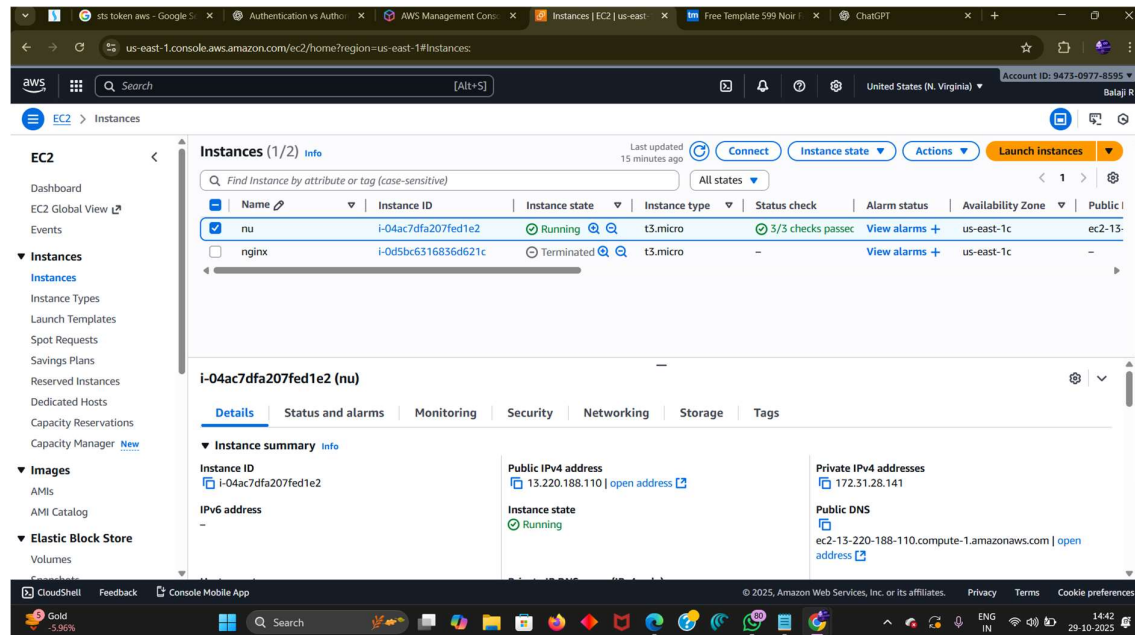 sts token aws - Google Se
Authentication vs Author
AWS Management Conso
Instances | EC2 | us-east-
Free Template 599 Noir F
ChatGPT
us-east-1.console.aws.amazon.com/ec2/home?region=us-east-1#Instances:
aws
Search
[Alt+S]
United States (N. Virginia)
Account ID: 9473-0977-8595
Balaji R
EC2 > Instances
EC2
Dashboard
EC2 Global View
Events
Instances
Instances
Instance Types
Launch Templates
Spot Requests
Savings Plans
Reserved Instances
Dedicated Hosts
Capacity Reservations
Capacity Manager New
Images
AMIs
AMI Catalog
Elastic Block Store
Volumes
Instances (1/2) Info
Last updated
15 minutes ago
Connect
Instance state
Actions
Launch instances
Find Instance by attribute or tag (case-sensitive)
All states
1
Name Instance ID Instance state Instance type Status check Alarm status Availability Zone Public I
nu i-04ac7dfa207fed1e2 Running t3.micro 3/3 checks passec View alarms + us-east-1c ec2-13-
nginx i-0d5bc6316836d621c Terminated t3.micro – View alarms + us-east-1c –
i-04ac7dfa207fed1e2 (nu)
Details Status and alarms Monitoring Security Networking Storage Tags
Instance summary Info
Instance ID
i-04ac7dfa207fed1e2
IPv6 address
–
Public IPv4 address
13.220.188.110 | open address
Instance state
Running
Private IPv4 addresses
172.31.28.141
Public DNS
ec2-13-220-188-110.compute-1.amazonaws.com | open
address
CloudShell Feedback Console Mobile App
© 2025, Amazon Web Services, Inc. or its affiliates. Privacy Terms Cookie preferences
5
Gold
-5.96%
Search
80
ENG
IN
14:42
29-10-2025